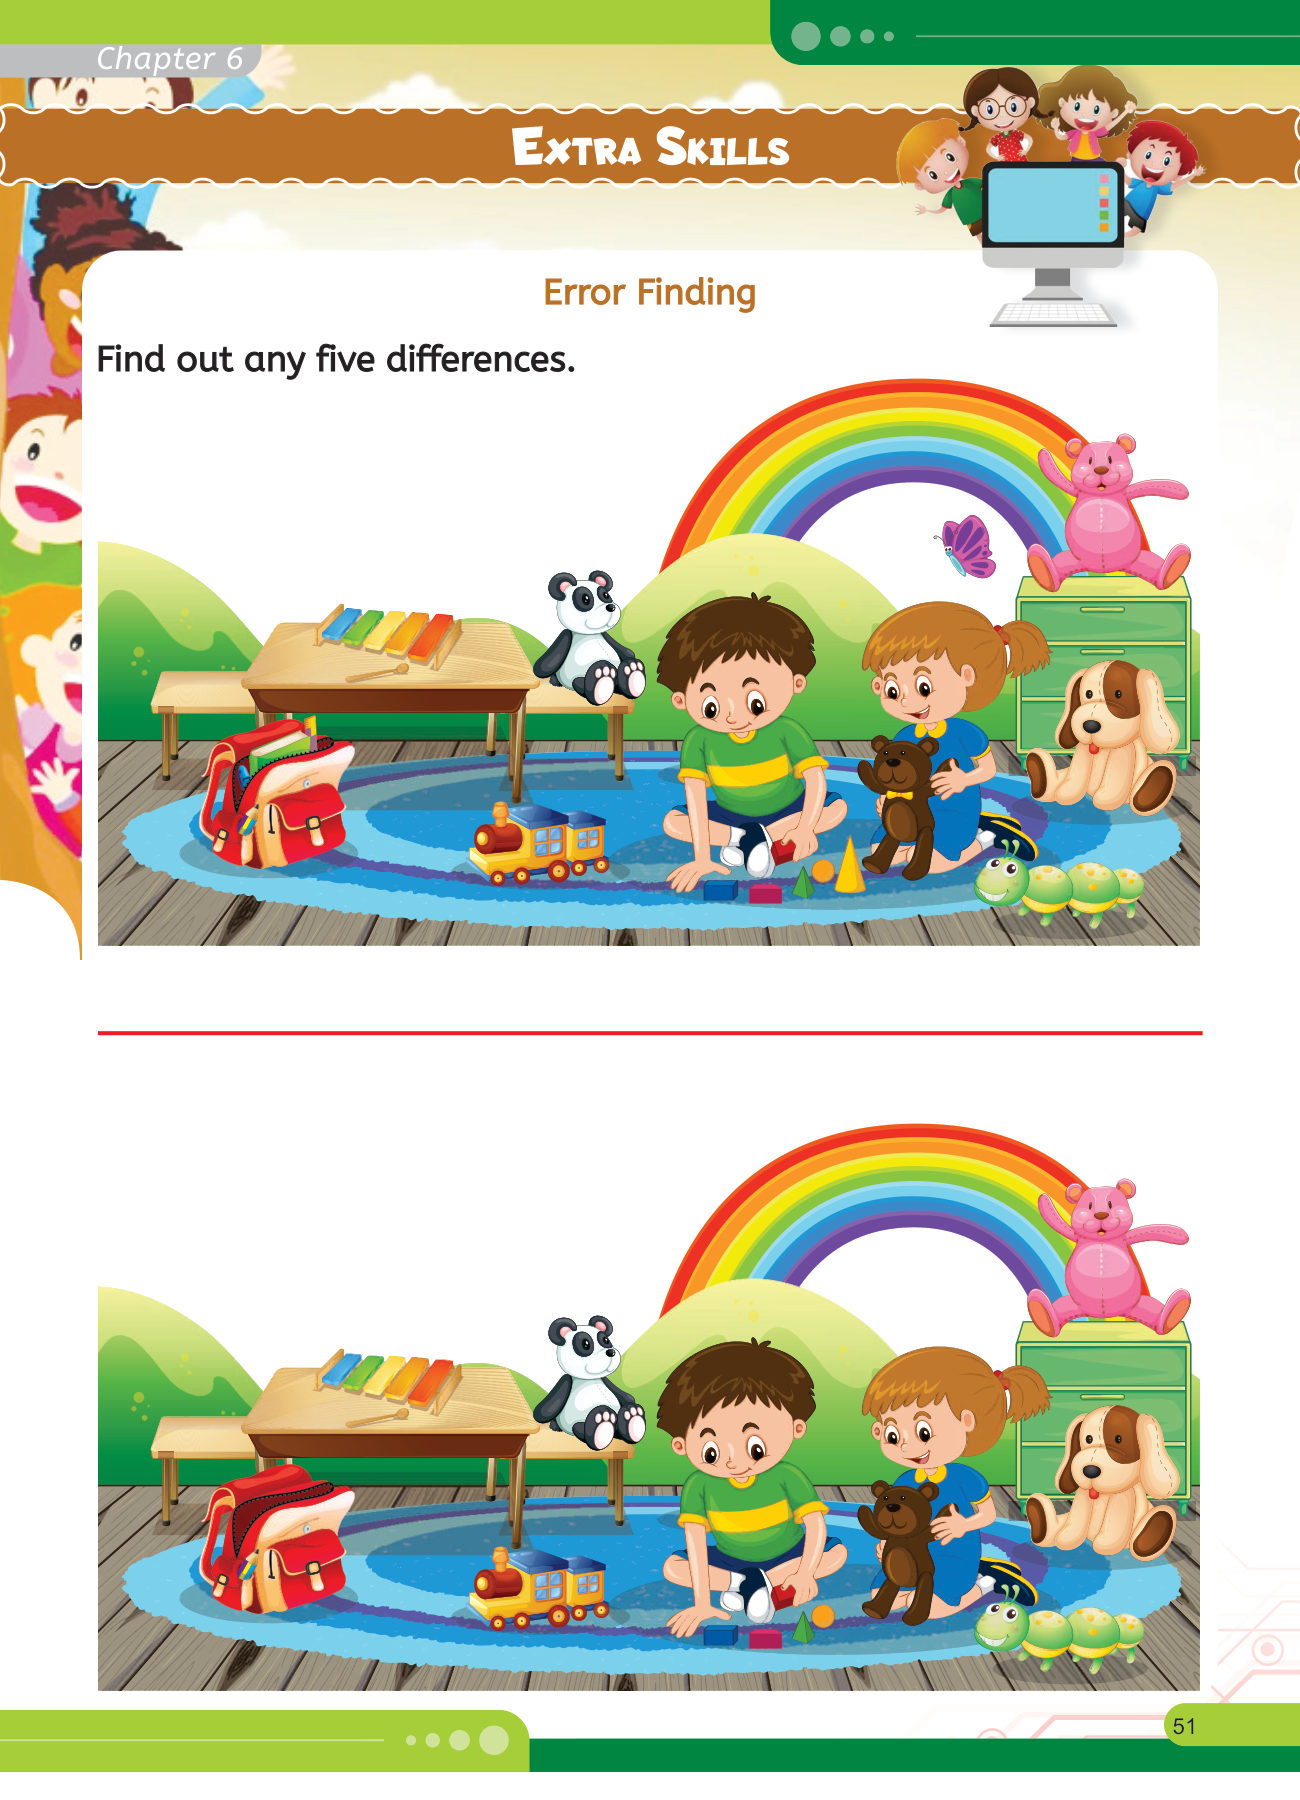 Chapter 6
Extra Skills
Error Finding
Find out any five differences.
51